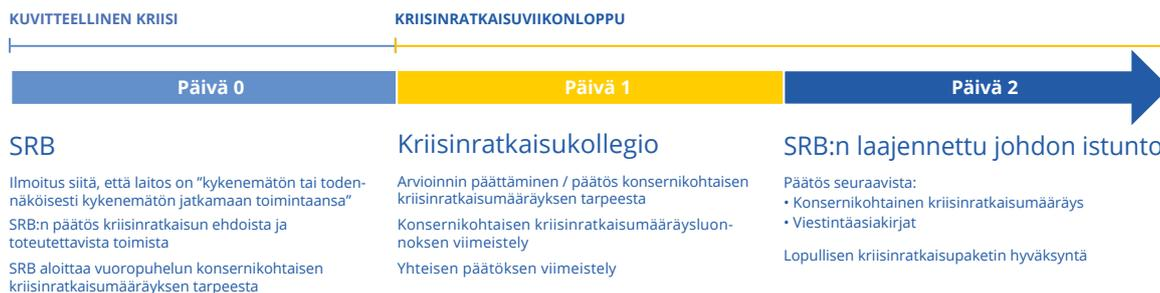 KUVITTEELLINEN KRIISI
KRIISINRATKAISUVIIKONLOPPU
Päivä 0
Päivä 1
Päivä 2
SRB
Ilmoitus siitä, että laitos on ”kykenemätön tai toden-
näköisesti kykenemätön jatkamaan toimintaansa”
SRB:n päätös kriisinratkaisun ehdoista ja
toteutettavista toimista
SRB aloittaa vuoropuhelun konsernikohtaisen
kriisinratkaisumääräyksen tarpeesta
Kriisinratkaisukollegio
Arvioinnin päättäminen / päätös konsernikohtaisen
kriisinratkaisumääräyksen tarpeesta
Konsernikohtaisen kriisinratkaisumääräysluon-
noksen viimeistely
Yhteisen päätöksen viimeistely
SRB:n laajennettu johdon istunto
Päätös seuraavista:
• Konsernikohtainen kriisinratkaisumääräys
• Viestintäasiakirjat
Lopullisen kriisinratkaisupaketin hyväksyntä